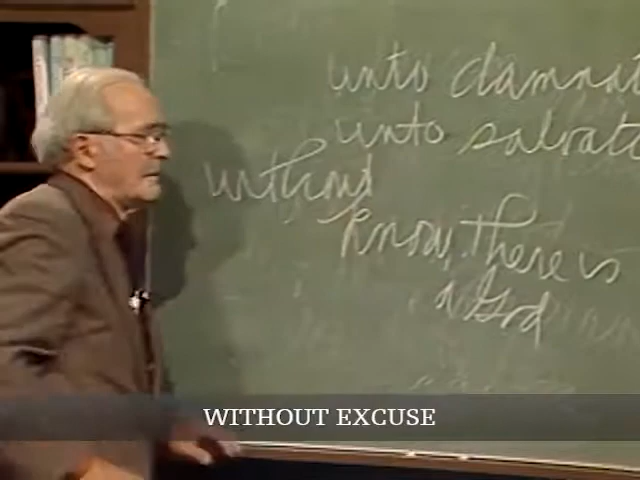 unto damnat
unto salvat
without
know, there is
a God
WITHOUT EXCUSE